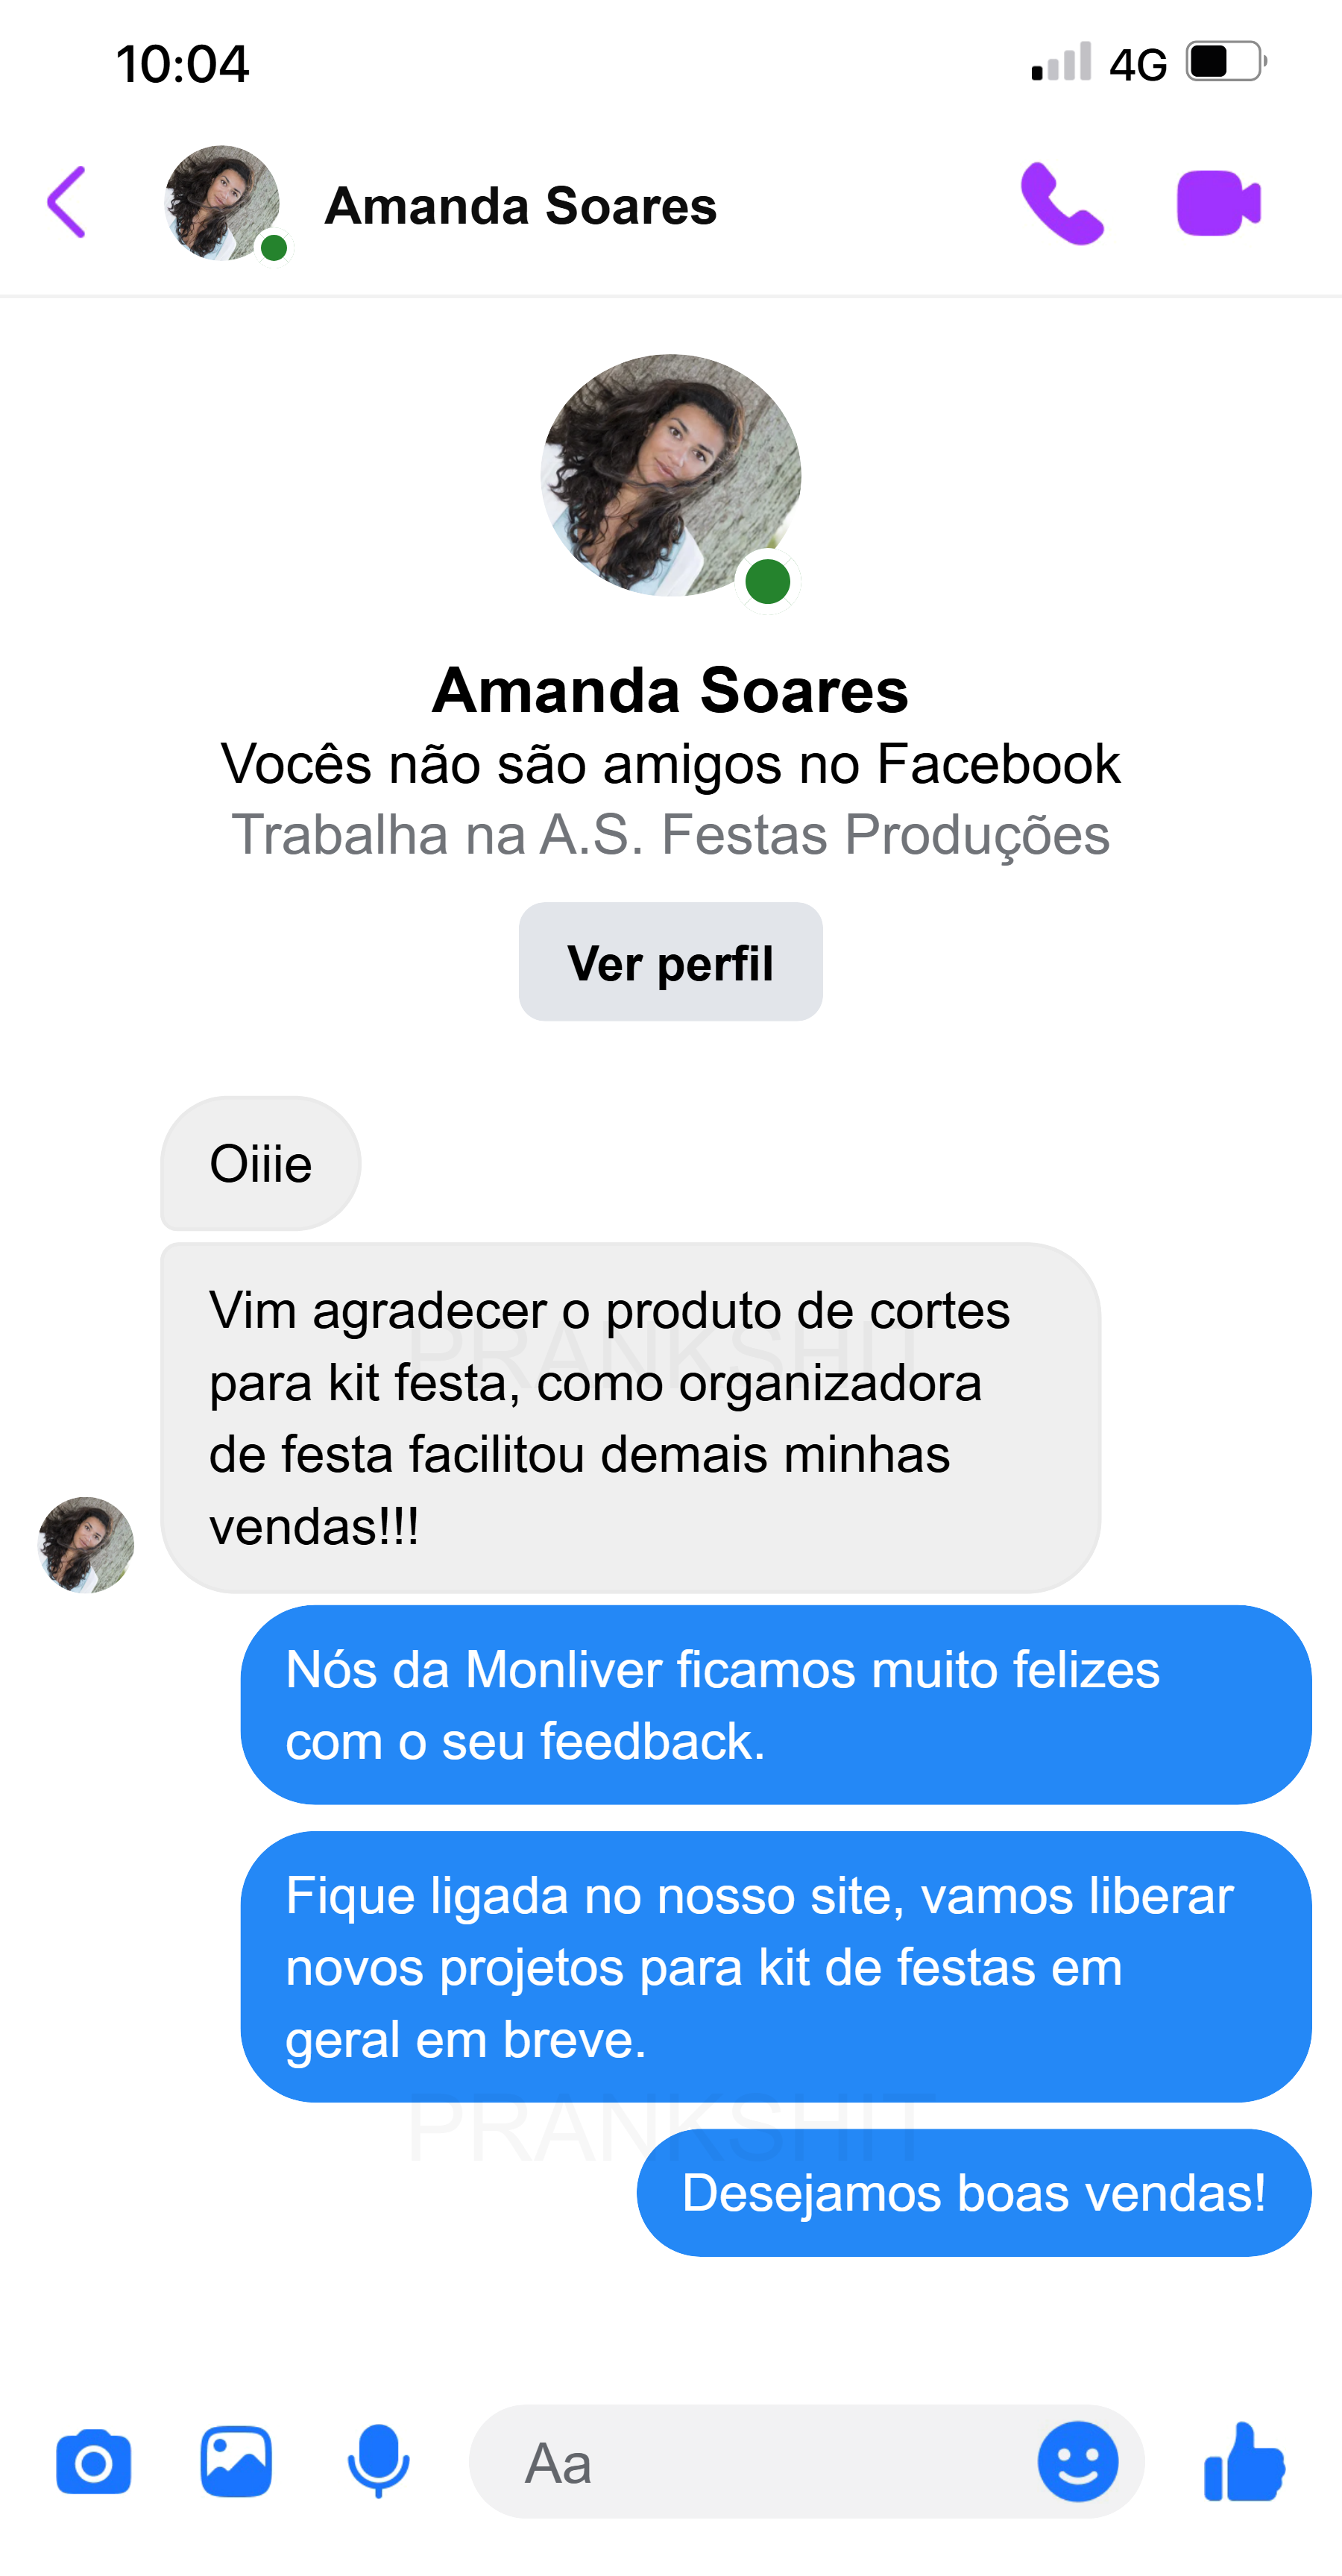 10:04
4G
Amanda Soares
Amanda Soares
Vocês não são amigos no Facebook
Trabalha na A.S. Festas Produções
Ver perfil
Oiiie
Vim agradecer o produto de cortes
para kit festa, como organizadora
de festa facilitou demais minhas
vendas!!!
PRANKSHIT
Nós da Monliver ficamos muito felizes
com o seu feedback.
Fique ligada no nosso site, vamos liberar
novos projetos para kit de festas em
geral em breve.
PRANKSHIT
Desejamos boas vendas!
Aa